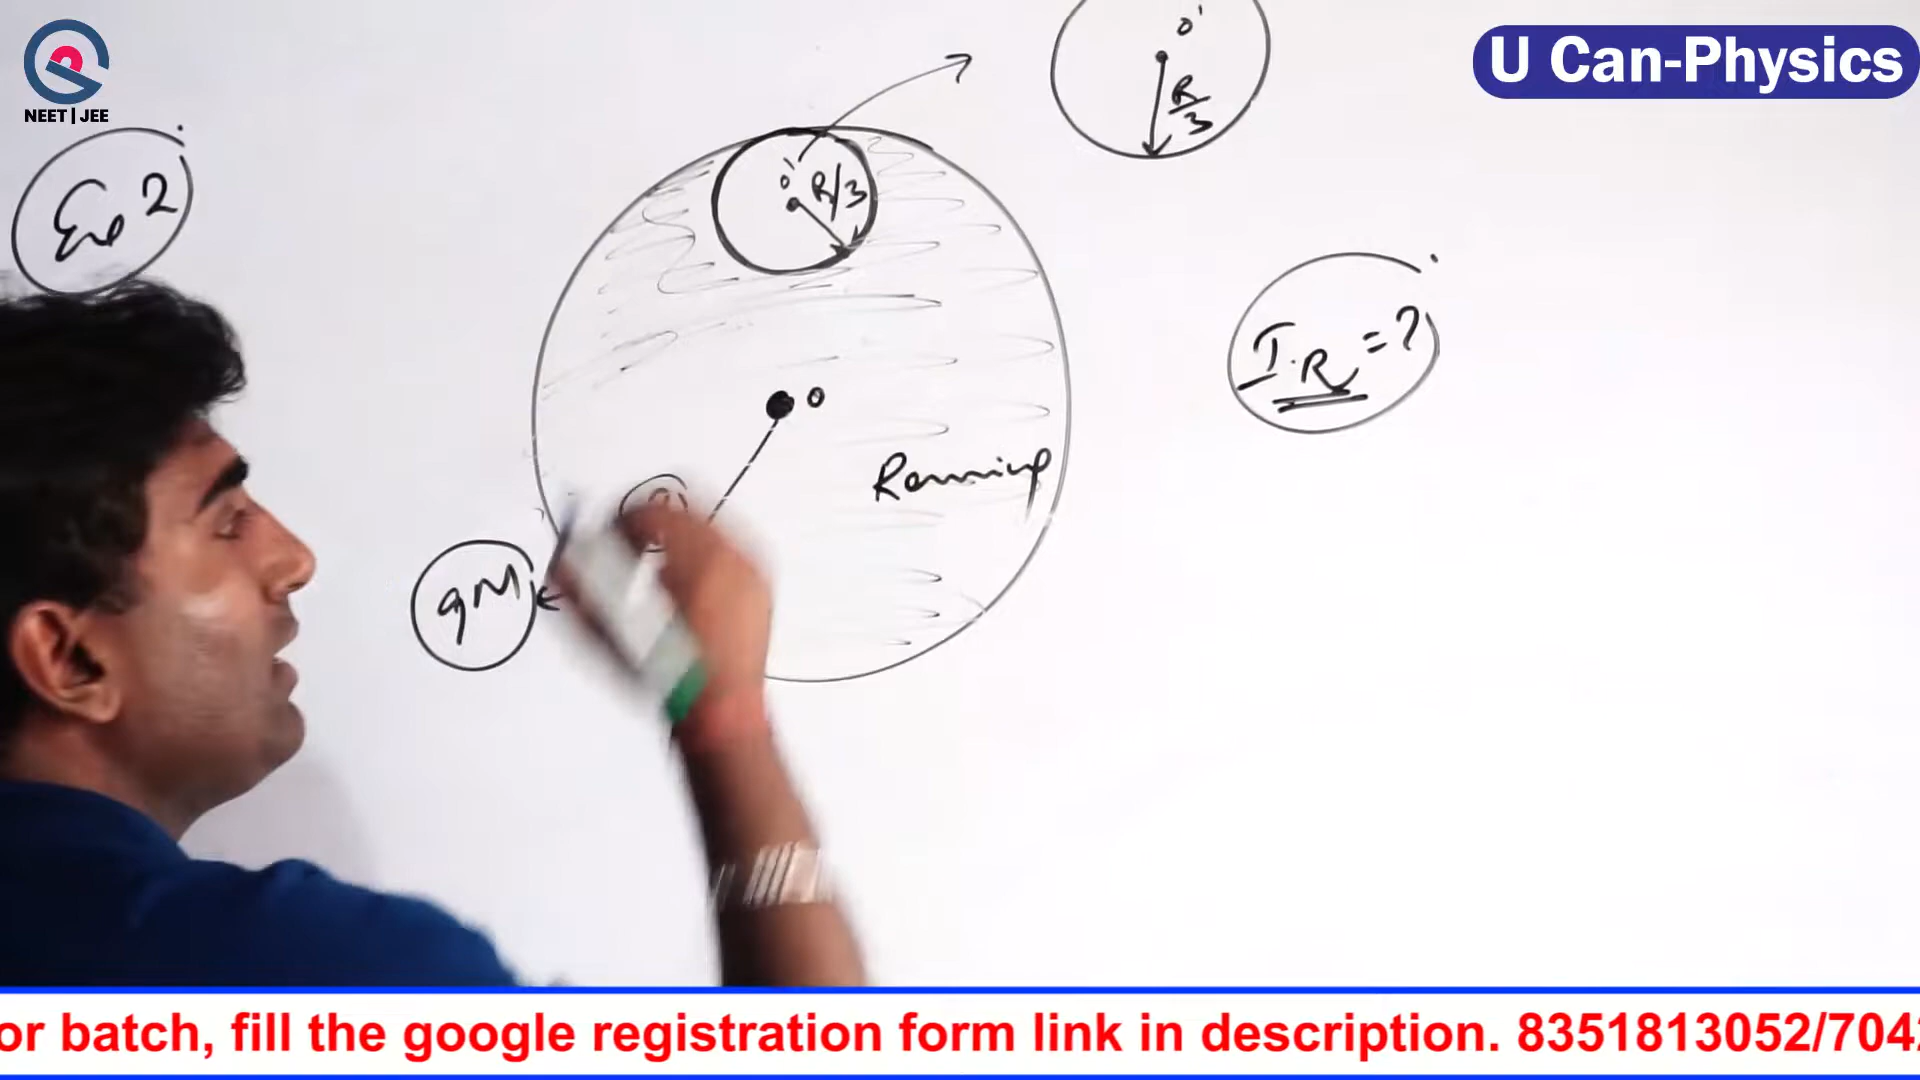 NEET | JEE
U Can-Physics
Exp 2
O'
R/3
O'
R/3
I.R = ?
O
Remaining
9M
or batch, fill the google registration form link in description. 8351813052/704